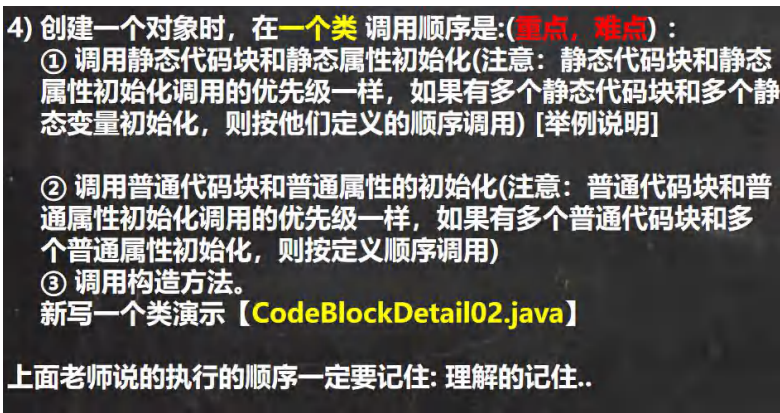 4) 创建一个对象时，在一个类 调用顺序是:(重点，难点)：
① 调用静态代码块和静态属性初始化(注意：静态代码块和静态
属性初始化调用的优先级一样，如果有多个静态代码块和多个静
态变量初始化，则按他们定义的顺序调用) [举例说明]
② 调用普通代码块和普通属性的初始化(注意：普通代码块和普
通属性初始化调用的优先级一样，如果有多个普通代码块和多
个普通属性初始化，则按定义顺序调用)
③ 调用构造方法。
新写一个类演示【CodeBlockDetail02.java】
上面老师说的执行的顺序一定要记住: 理解的记住..